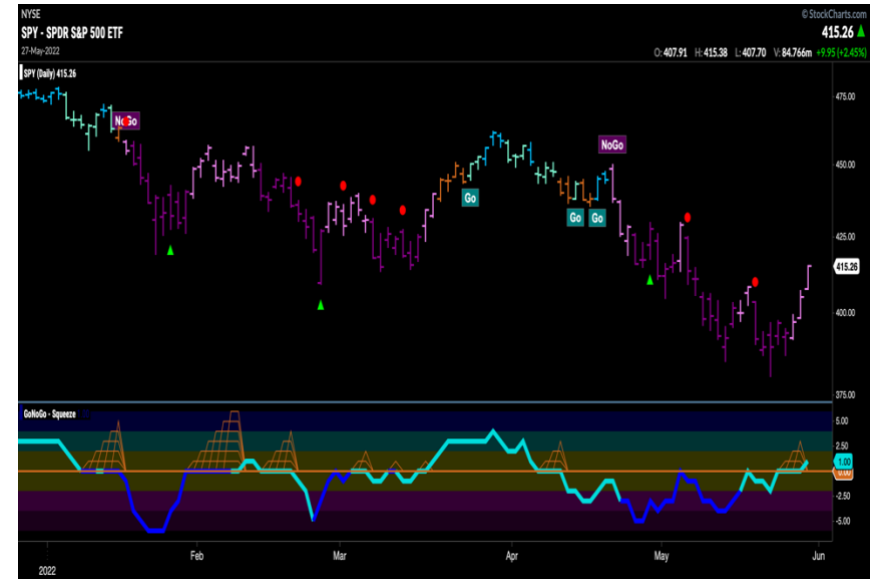 NYSE
© StockCharts.com
SPY - SPDR S&P 500 ETF
415.26
27-May-2022
O: 407.91 H: 415.38 L: 407.70 V: 84.766m +9.95 (+2.45%)
SPY (Daily) 415.26
475.00
NoGo
NoGo
450.00
Go
Go
Go
425.00
415.26
400.00
375.00
GoNoGo - Squeeze
5.00
2.50
1.00
0.00
-2.50
-5.00
Feb
Mar
Apr
May
Jun
2022